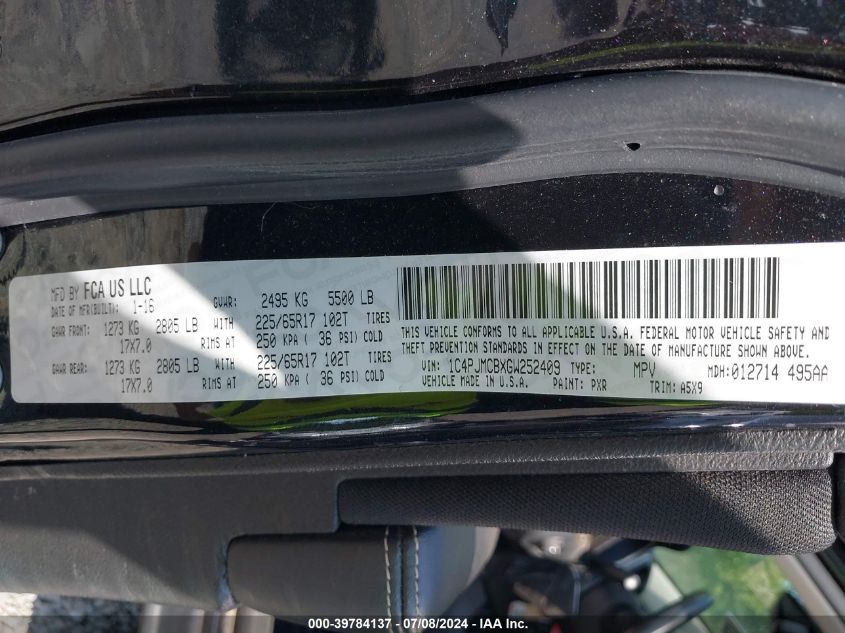 MFD BY FCA US LLC
DATE OF MFR(BUILT): 1-16 GVWR: 2495 KG 5500 LB
GAWR FRONT: 1273 KG 2805 LB WITH 225/65R17 102T TIRES
17X7.0 RIMS AT 250 KPA ( 36 PSI) COLD
GAWR REAR: 1273 KG 2805 LB WITH 225/65R17 102T TIRES
17X7.0 RIMS AT 250 KPA ( 36 PSI) COLD
THIS VEHICLE CONFORMS TO ALL APPLICABLE U.S.A. FEDERAL MOTOR VEHICLE SAFETY AND
THEFT PREVENTION STANDARDS IN EFFECT ON THE DATE OF MANUFACTURE SHOWN ABOVE.
VIN: 1C4PJMCBXGW252409 TYPE: MPV MDH:012714 495AA
VEHICLE MADE IN U.S.A. PAINT: PXR TRIM: A5X9
000-39784137 - 07/08/2024 - IAA Inc.